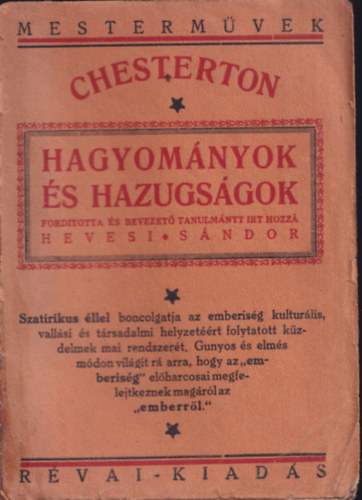 MESTERMŰVEK
CHESTERTON
HAGYOMÁNYOK
ÉS HAZUGSÁGOK
FORDITOTTA ÉS BEVEZETŐ TANULMÁNYT IRT HOZZÁ
HEVESI SÁNDOR
Szatirikus éllel boncolgatja az emberiség kulturális,
vallási és társadalmi helyzetéért folytatott küz-
delmek mai rendszerét. Gunyos és elmés
módon világit rá arra, hogy az „em-
beriség" előharcosai megfe-
lejtkeznek magáról az
„emberről."
RÉVAI-KIADÁS